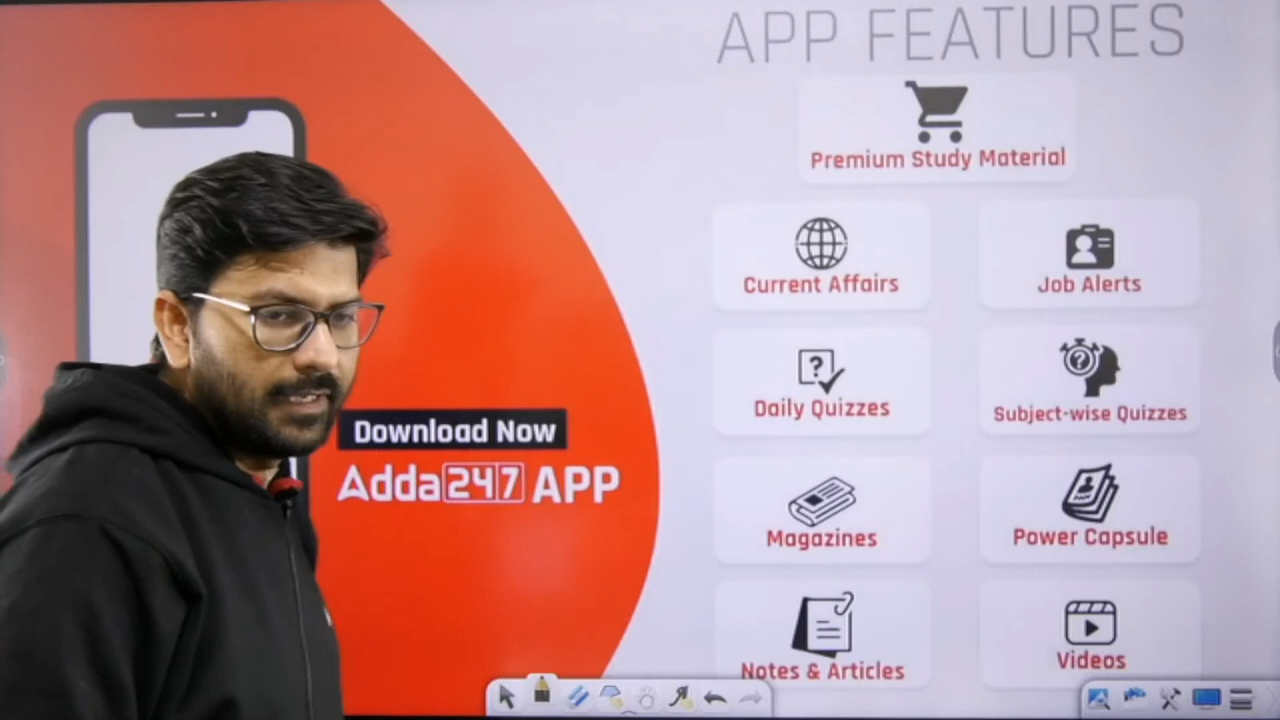 APP FEATURES
Premium Study Material
Current Affairs
Job Alerts
Daily Quizzes
Subject-wise Quizzes
Magazines
Power Capsule
Notes & Articles
Videos
Download Now
Adda247 APP